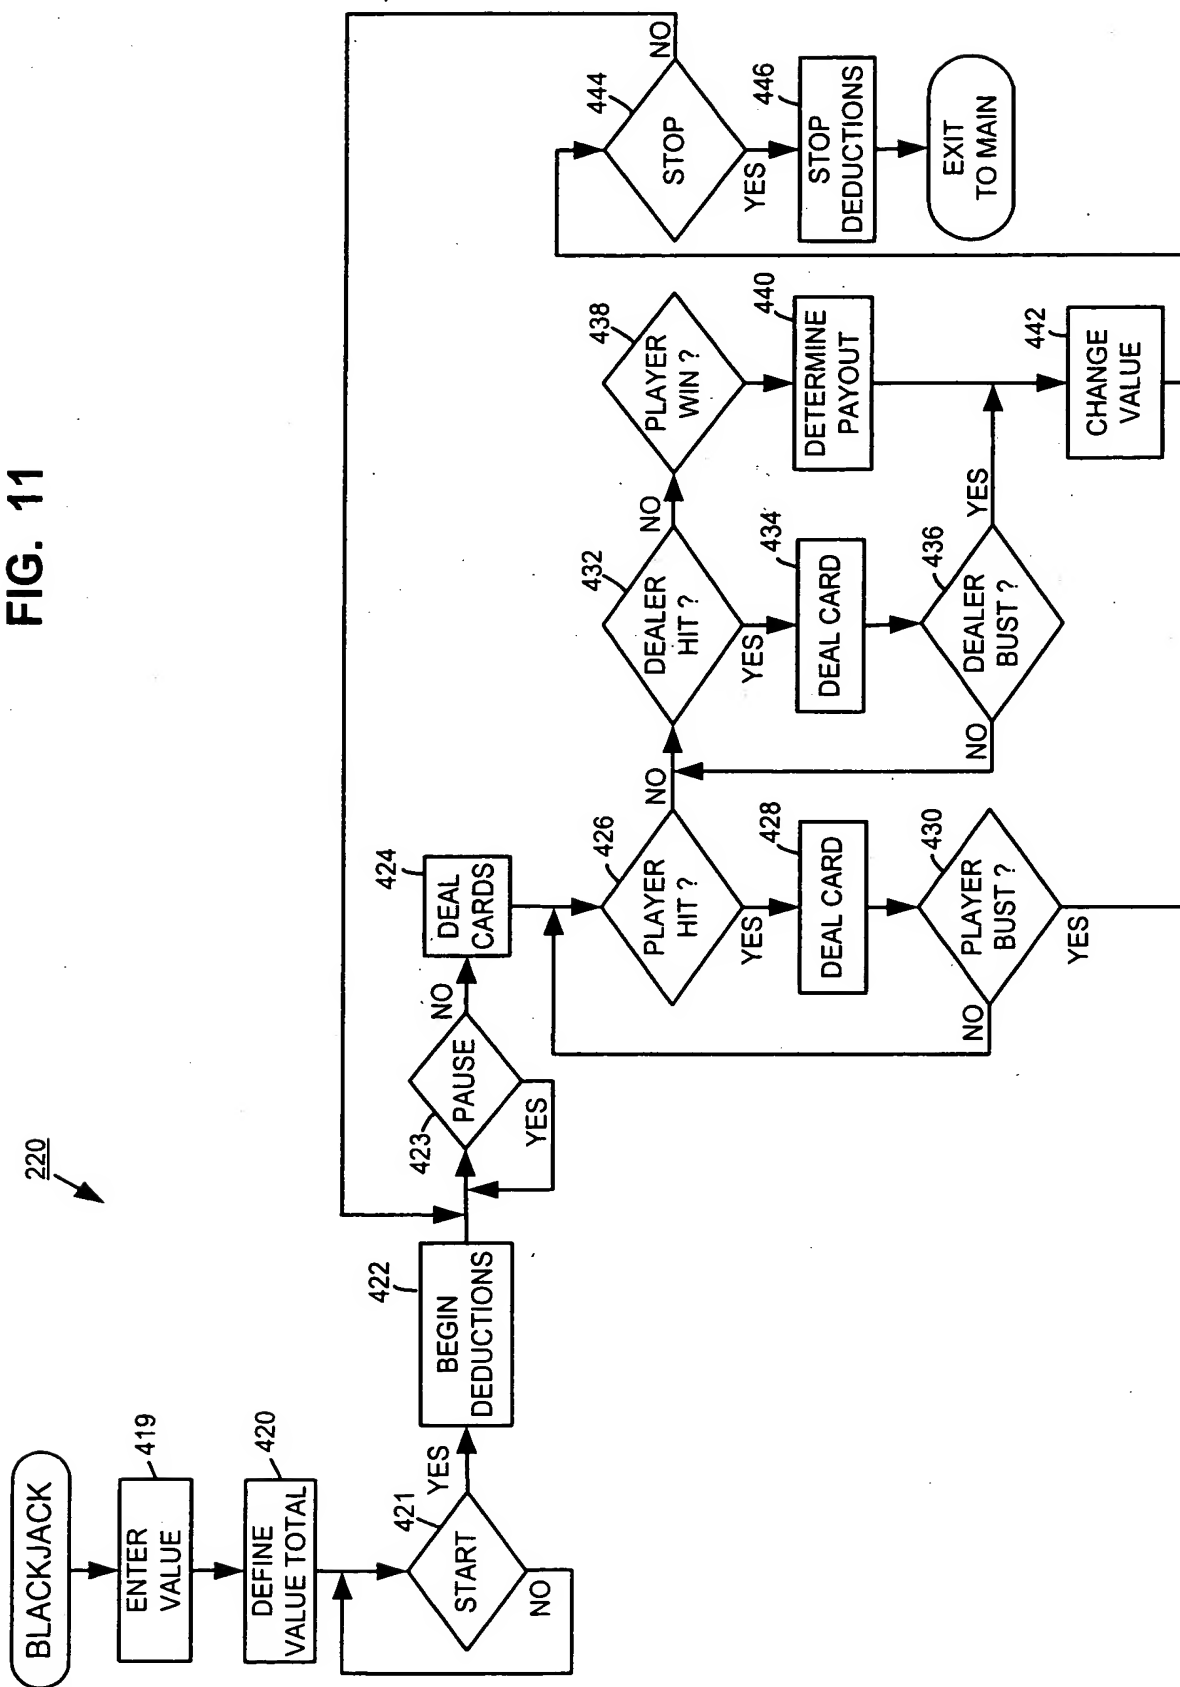 FIG. 11
220
BLACKJACK
419
ENTER
VALUE
420
DEFINE
VALUE TOTAL
421
START
NO
YES
422
BEGIN
DEDUCTIONS
423
PAUSE
YES
NO
424
DEAL
CARDS
426
PLAYER
HIT ?
YES
NO
428
DEAL CARD
430
PLAYER
BUST ?
NO
YES
432
DEALER
HIT ?
YES
NO
434
DEAL CARD
436
DEALER
BUST ?
NO
YES
438
PLAYER
WIN ?
440
DETERMINE
PAYOUT
442
CHANGE
VALUE
444
STOP
NO
YES
446
STOP
DEDUCTIONS
EXIT
TO MAIN